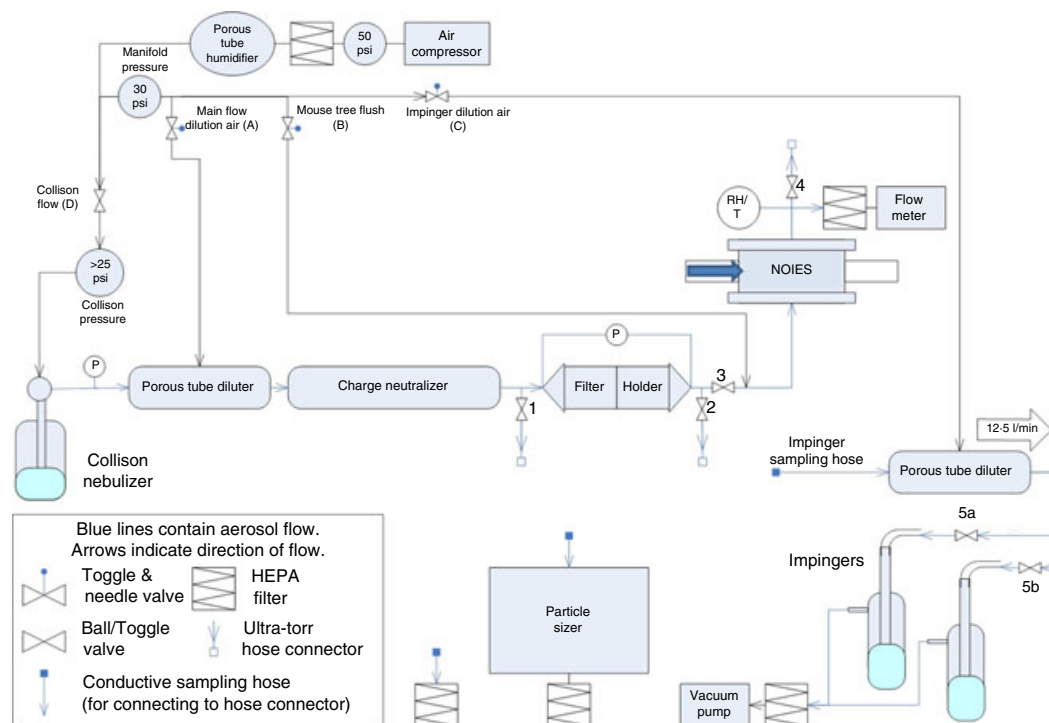 Porous
tube
humidifier
50
psi
Air
compressor
Manifold
pressure
30
psi
Main flow
dilution air (A)
Mouse tree flush
(B)
Impinger dilution air
(C)
Collison
flow (D)
>25
psi
Collison
pressure
RH/
T
4
Flow
meter
NOIES
P
P
Porous tube diluter
Charge neutralizer
Filter
Holder
3
1
2
Collison
nebulizer
12·5 l/min
Impinger
sampling hose
Porous tube diluter
5a
Impingers
5b
Blue lines contain aerosol flow.
Arrows indicate direction of flow.
Toggle &
needle valve
HEPA
filter
Ball/Toggle
valve
Ultra-torr
hose connector
Conductive sampling hose
(for connecting to hose connector)
Particle
sizer
Vacuum
pump